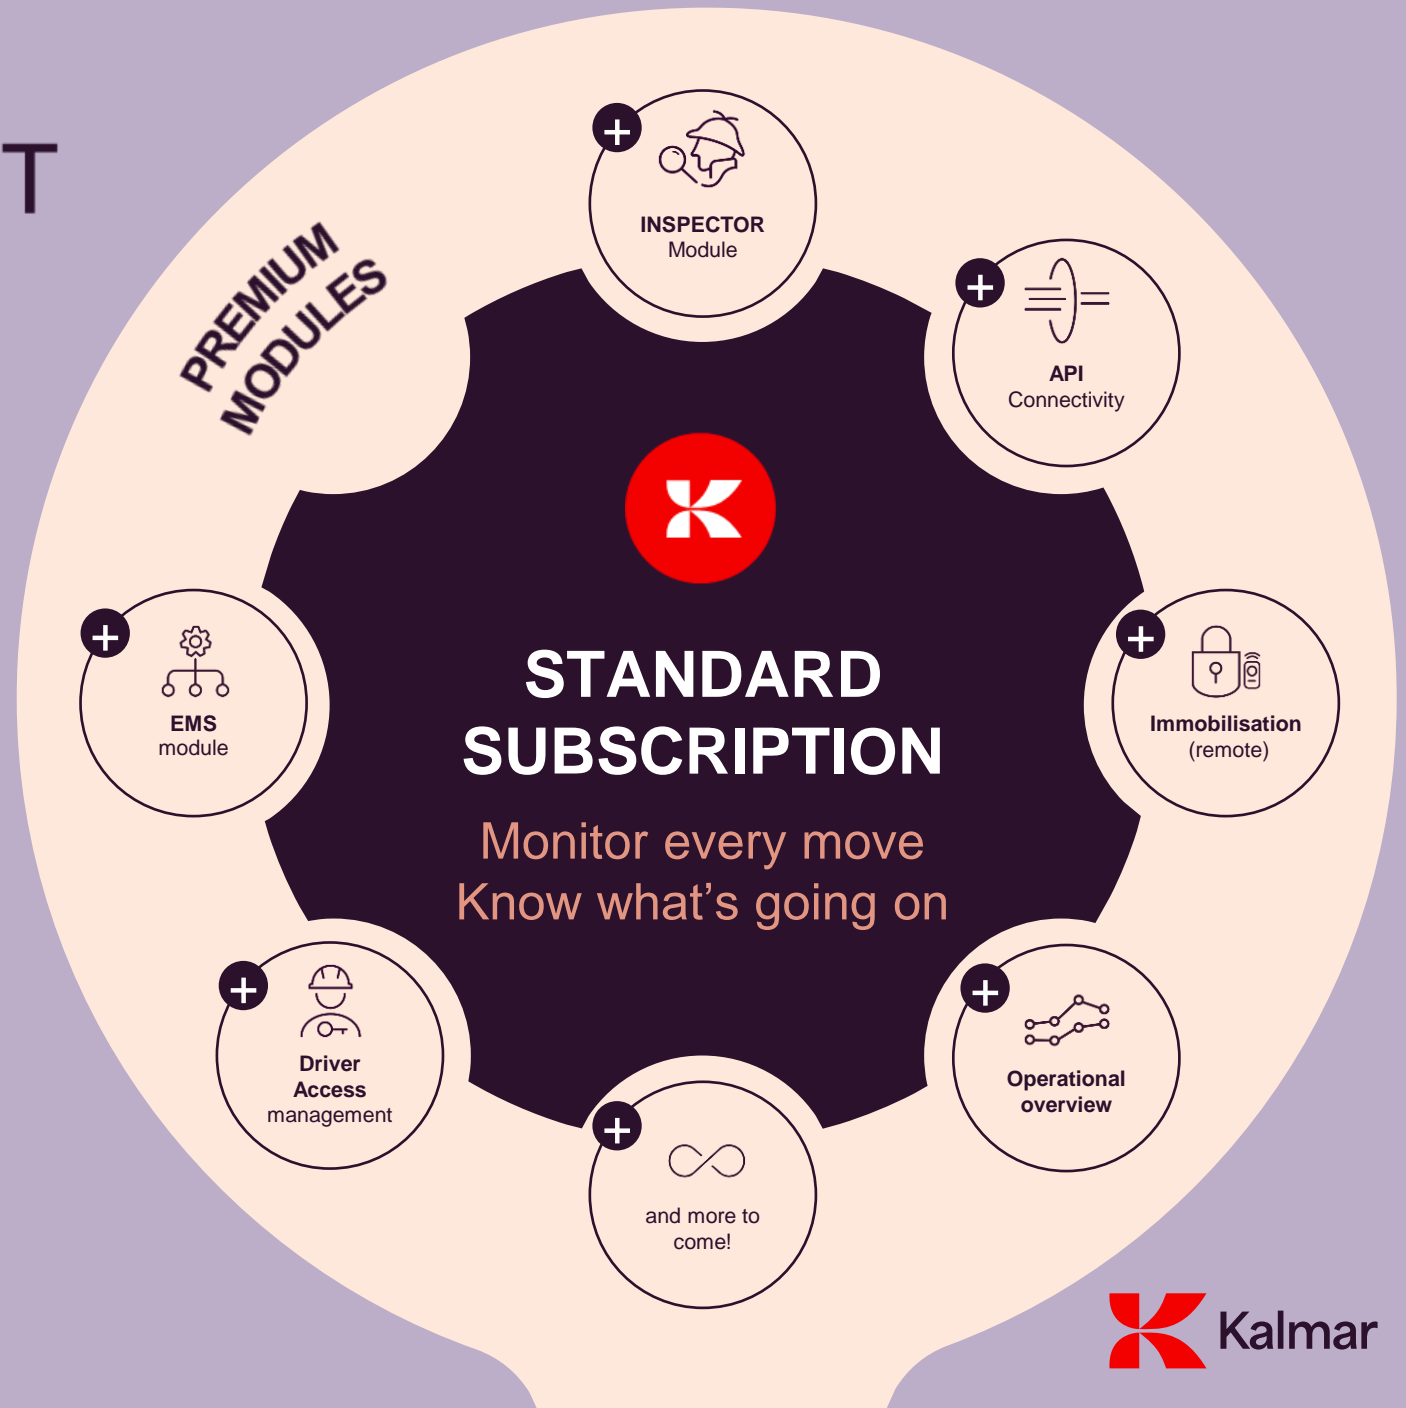 T
PREMIUM
MODULES
INSPECTOR
Module
API
Connectivity
STANDARD
SUBSCRIPTION
Monitor every move
Know what’s going on
EMS
module
Immobilisation
(remote)
Driver
Access
management
Operational
overview
and more to
come!
Kalmar